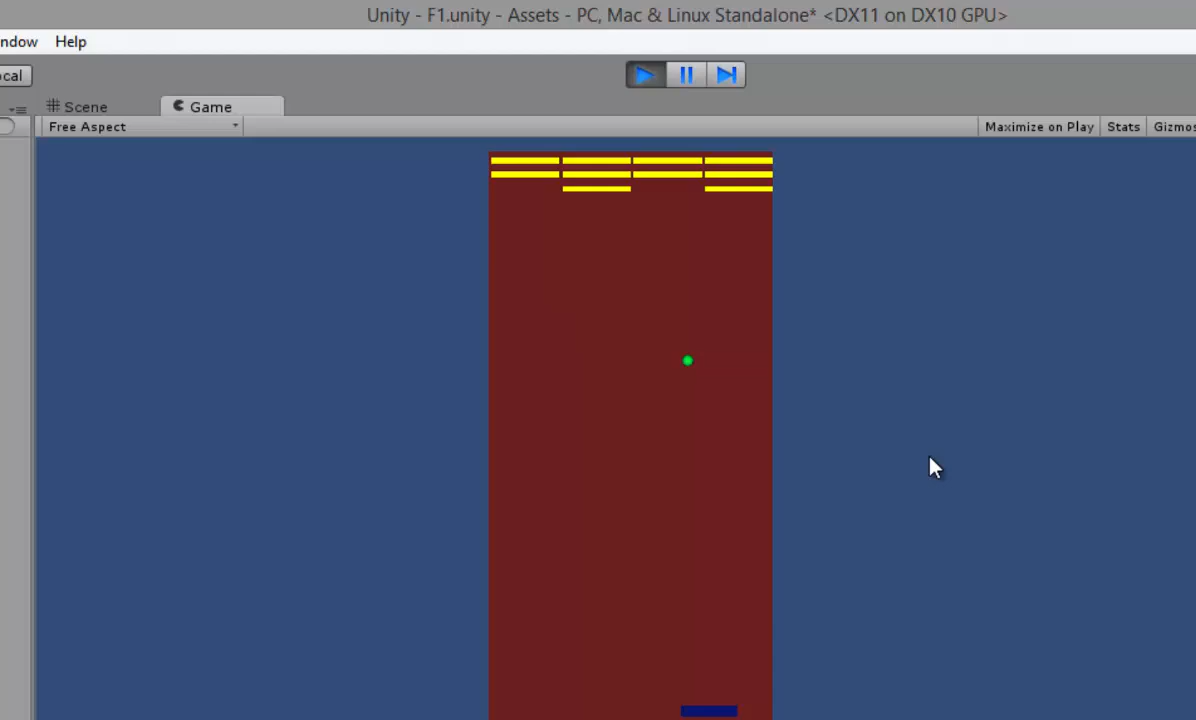 Unity - F1.unity - Assets - PC, Mac & Linux Standalone* <DX11 on DX10 GPU>
ndow Help
cal
Scene Game
Free Aspect Maximize on Play Stats Gizmos